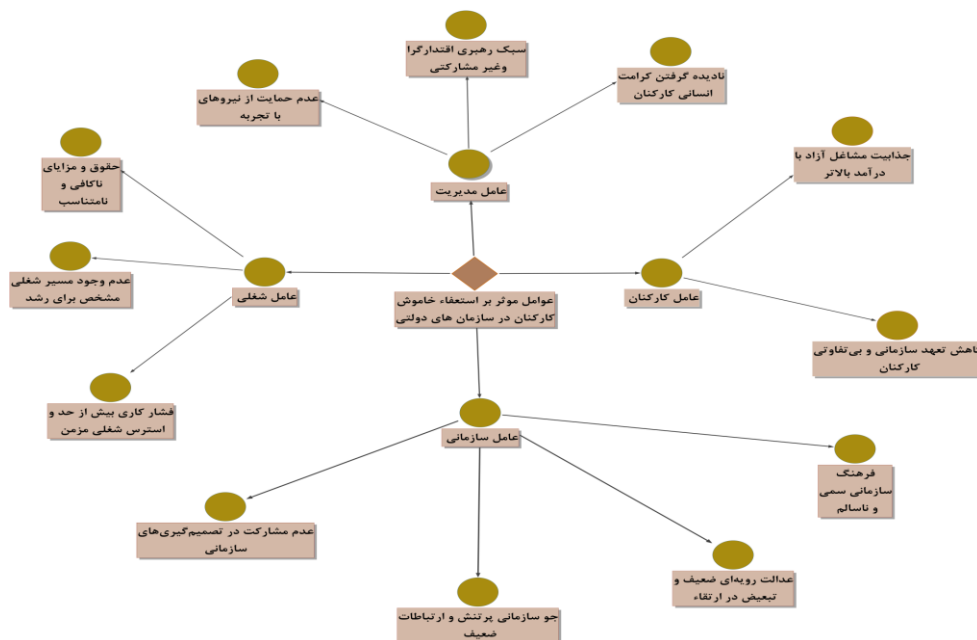 سبک رهبری اقتدارگرا
وغیر مشارکتی
نادیده گرفتن کرامت
انسانی کارکنان
عدم حمایت از نیروهای
با تجربه
جذابیت مشاغل آزاد با
درآمد بالاتر
حقوق و مزایای
ناکافی و
نامتناسب
عامل مدیریت
عدم وجود مسیر شغلی
مشخص برای رشد
عامل شغلی
عوامل موثر بر استعفاء خاموش
کارکنان در سازمان های دولتی
عامل کارکنان
کاهش تعهد سازمانی و بی‌تفاوتی
کارکنان
فشار کاری بیش از حد و
استرس شغلی مزمن
عامل سازمانی
فرهنگ
سازمانی سمی
و ناسالم
عدم مشارکت در تصمیم‌گیری‌های
سازمانی
عدالت رویه‌ای ضعیف و
تبعیض در ارتقاء
جو سازمانی پرتنش و ارتباطات
ضعیف